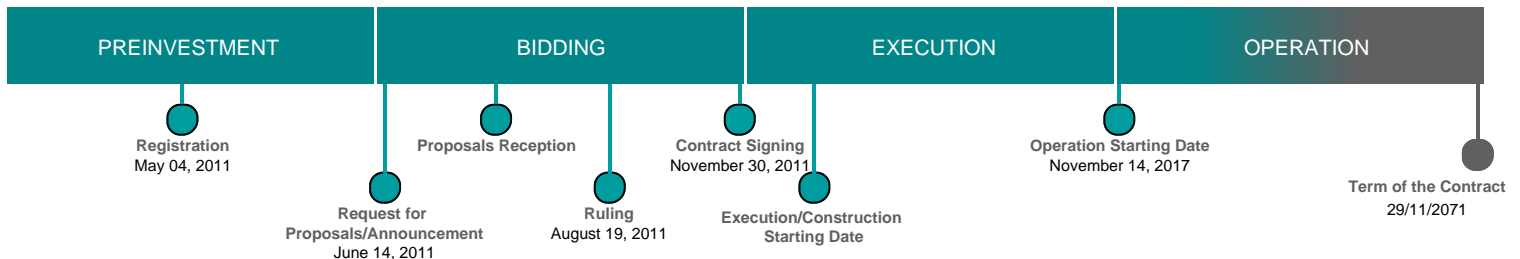 PREINVESTMENT
BIDDING
EXECUTION
OPERATION
Registration
May 04, 2011
Request for
Proposals/Announcement
June 14, 2011
Proposals Reception
Ruling
August 19, 2011
Contract Signing
November 30, 2011
Execution/Construction
Starting Date
Operation Starting Date
November 14, 2017
Term of the Contract
29/11/2071